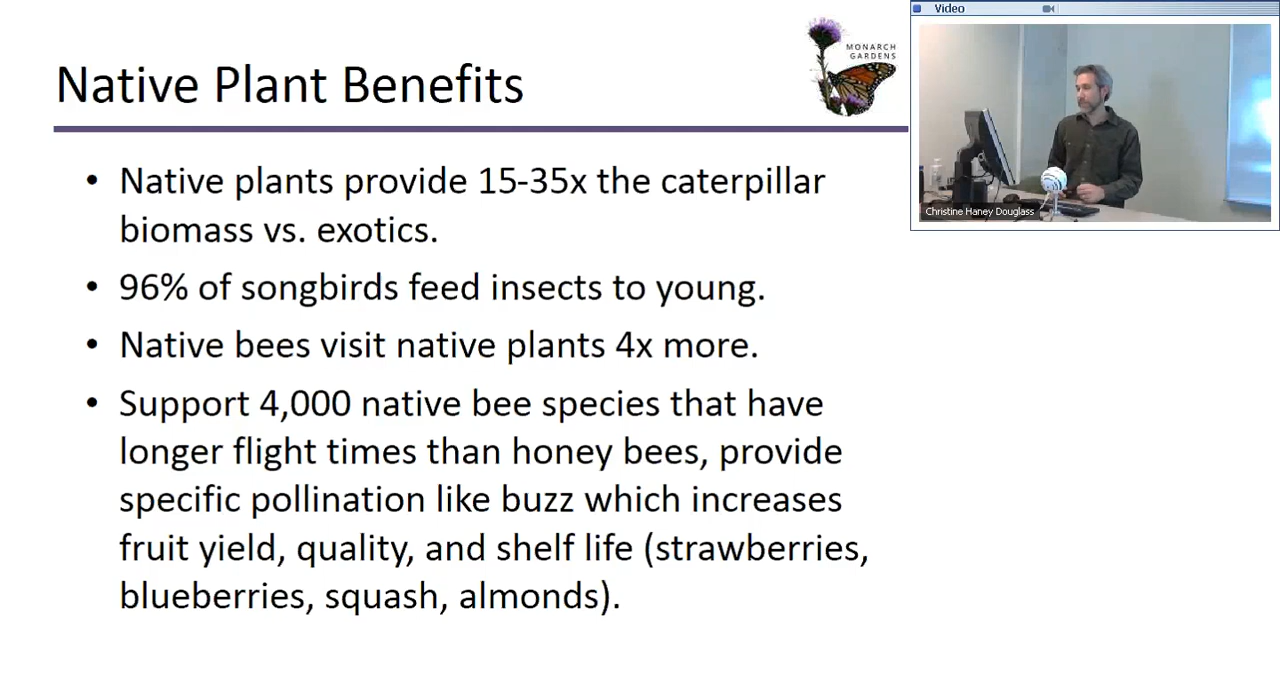 Native Plant Benefits
MONARCH
GARDENS
Video
Christine Haney Douglass
• Native plants provide 15-35x the caterpillar
biomass vs. exotics.
• 96% of songbirds feed insects to young.
• Native bees visit native plants 4x more.
• Support 4,000 native bee species that have
longer flight times than honey bees, provide
specific pollination like buzz which increases
fruit yield, quality, and shelf life (strawberries,
blueberries, squash, almonds).